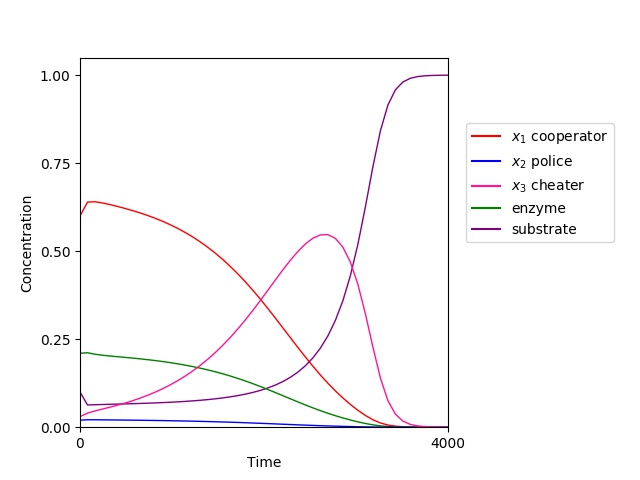 1.00
0.75
0.50
0.25
0.00
0
4000
Concentration
Time
x₁ cooperator
x₂ police
x₃ cheater
enzyme
substrate